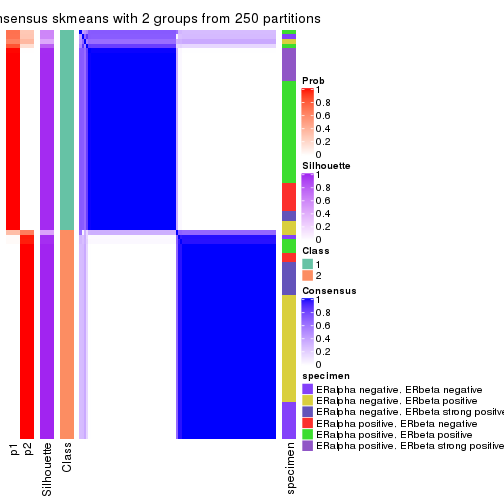 nsensus skmeans with 2 groups from 250 partitions
Prob
1
0.8
0.6
0.4
0.2
0
Silhouette
1
0.8
0.6
0.4
0.2
0
Class
1
2
Consensus
1
0.8
0.6
0.4
0.2
0
specimen
ERalpha negative. ERbeta negative
ERalpha negative. ERbeta positive
ERalpha negative. ERbeta strong positive
ERalpha positive. ERbeta negative
ERalpha positive. ERbeta positive
ERalpha positive. ERbeta strong positive
p1
p2
Silhouette
Class
specimen